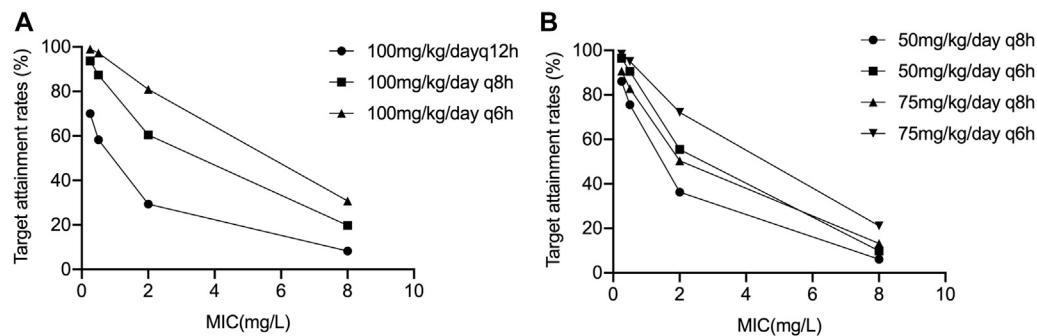 A
B
100mg/kg/dayq12h
100mg/kg/day q8h
100mg/kg/day q6h
Target attainment rates (%)
100
80
60
40
20
0
0 2 4 6 8 10
MIC(mg/L)
50mg/kg/day q8h
50mg/kg/day q6h
75mg/kg/day q8h
75mg/kg/day q6h
Target attainment rates (%)
100
80
60
40
20
0
0 2 4 6 8 10
MIC(mg/L)